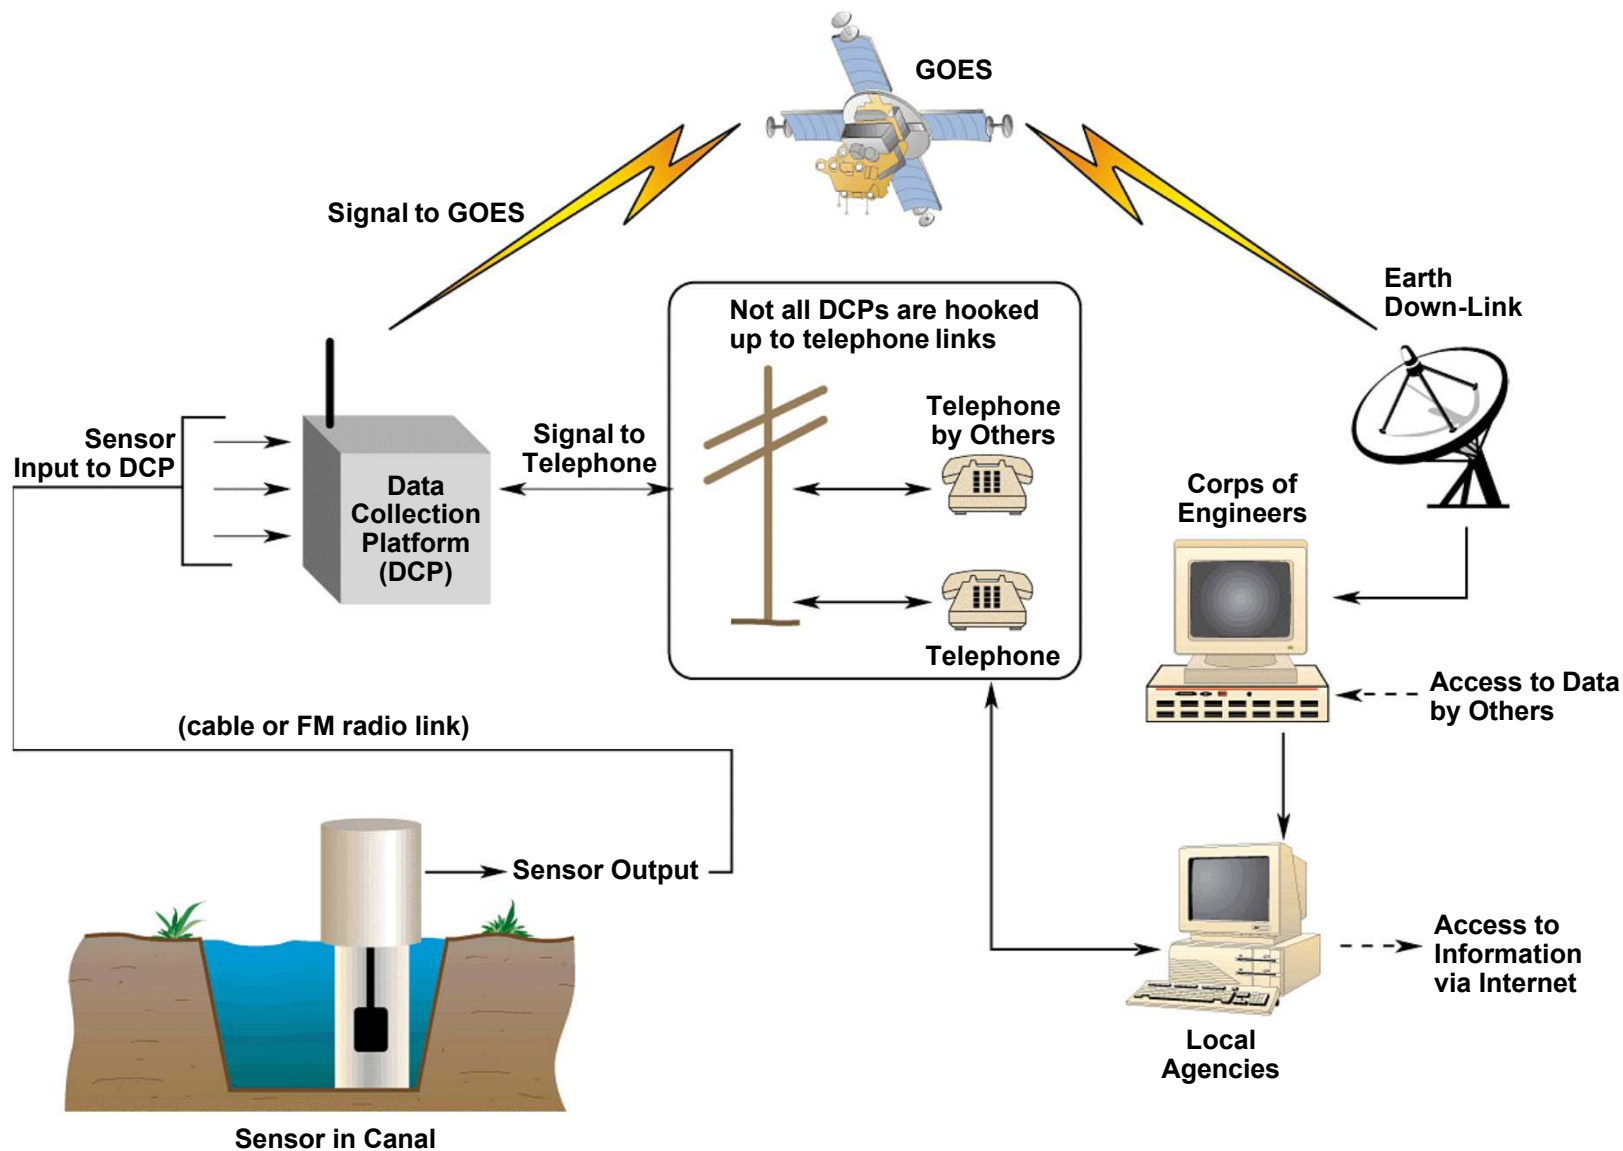 GOES
Signal to GOES
Earth
Down-Link
Not all DCPs are hooked
up to telephone links
Telephone
by Others
Sensor
Input to DCP
Signal to
Telephone
Data
Collection
Platform
(DCP)
Corps of
Engineers
Telephone
Access to Data
by Others
(cable or FM radio link)
Sensor Output
Access to
Information
via Internet
Local
Agencies
Sensor in Canal